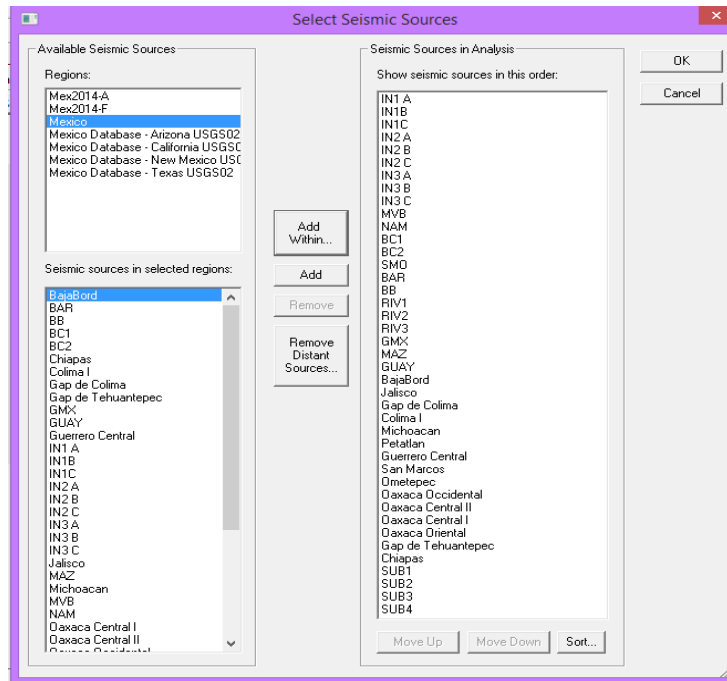 Select Seismic Sources
Available Seismic Sources
Regions:
Mex2014-A
Mex2014-F
Mexico
Mexico Database - Arizona USGS02
Mexico Database - California USGSC
Mexico Database - New Mexico USC
Mexico Database - Texas USGS02
Seismic sources in selected regions:
BajaBord
BAR
BB
BC1
BC2
Chiapas
Colima I
Gap de Colima
Gap de Tehuantepec
GMX
GUAY
Guerrero Central
IN1 A
IN1B
IN1C
IN2 A
IN2 B
IN2 C
IN3 A
IN3 B
IN3 C
Jalisco
MAZ
Michoacan
MVB
NAM
Oaxaca Central I
Oaxaca Central II
Add
Within...
Add
Remove
Remove
Distant
Sources...
Seismic Sources in Analysis
Show seismic sources in this order:
IN1 A
IN1B
IN1C
IN2 A
IN2 B
IN2 C
IN3 A
IN3 B
IN3 C
MVB
NAM
BC1
BC2
SMO
BAR
BB
RIV1
RIV2
RIV3
GMX
MAZ
GUAY
BajaBord
Jalisco
Gap de Colima
Colima I
Michoacan
Petatlan
Guerrero Central
San Marcos
Ometepec
Oaxaca Occidental
Oaxaca Central II
Oaxaca Central I
Oaxaca Oriental
Gap de Tehuantepec
Chiapas
SUB1
SUB2
SUB3
SUB4
Move Up
Move Down
Sort...
OK
Cancel